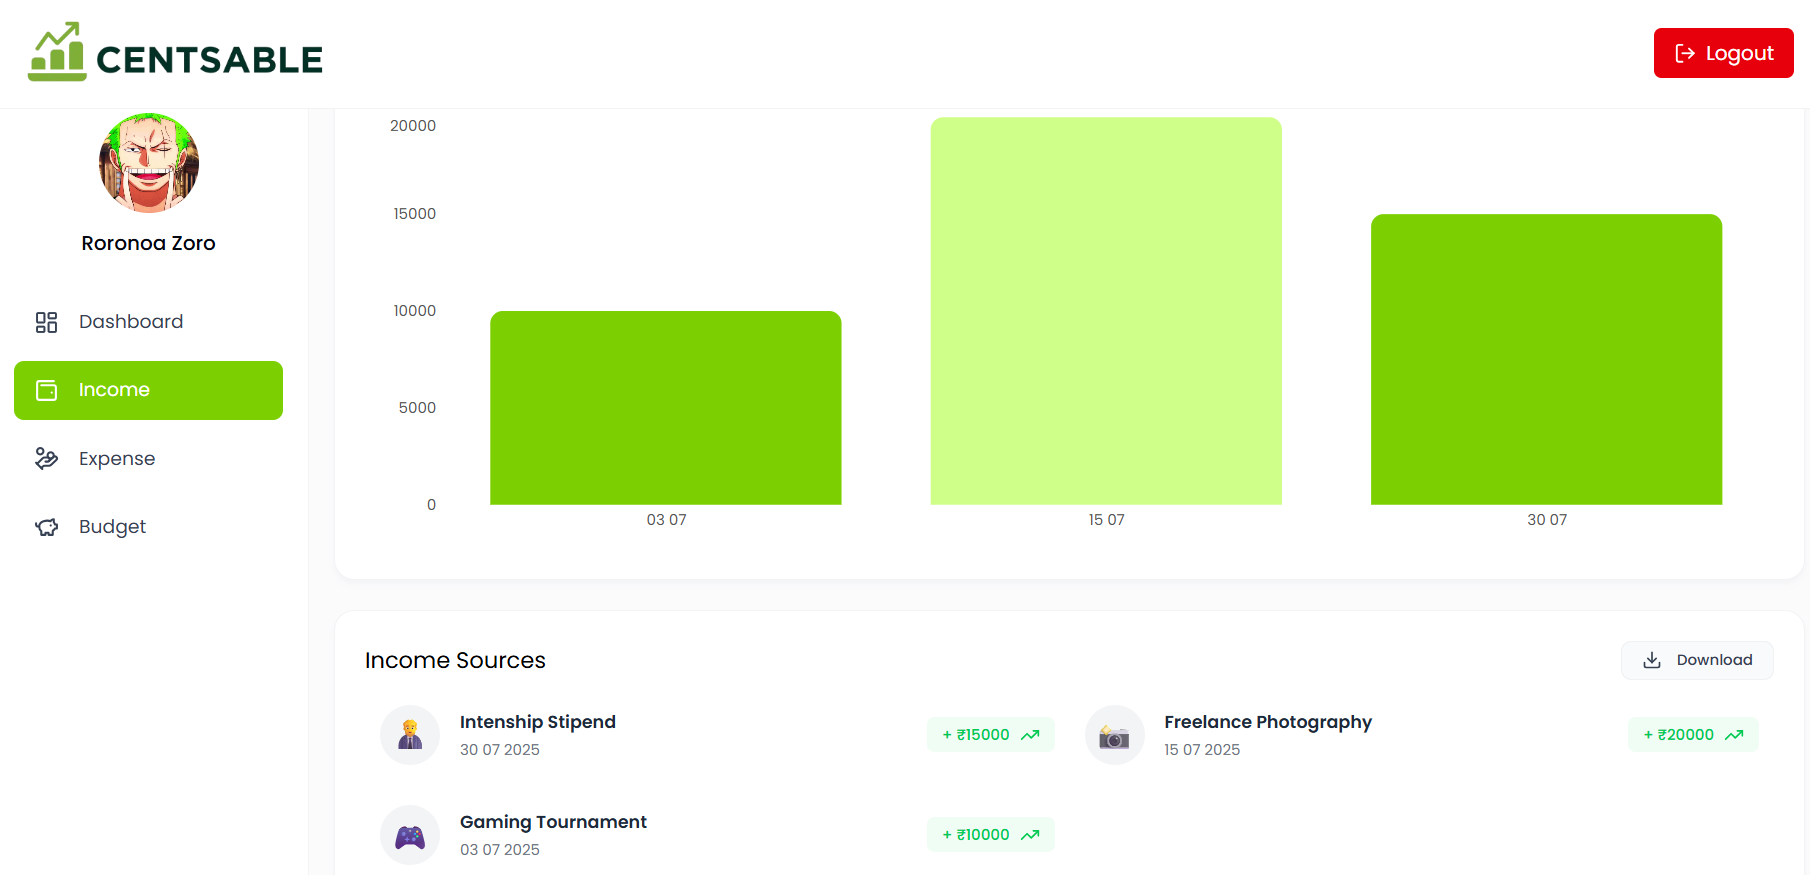 CENTSABLE
Logout
Roronoa Zoro
Dashboard
Income
Expense
Budget
20000
15000
10000
5000
0
03 07
15 07
30 07
Income Sources
Download
Intenship Stipend
30 07 2025
+ ₹15000
Freelance Photography
15 07 2025
+ ₹20000
Gaming Tournament
03 07 2025
+ ₹10000